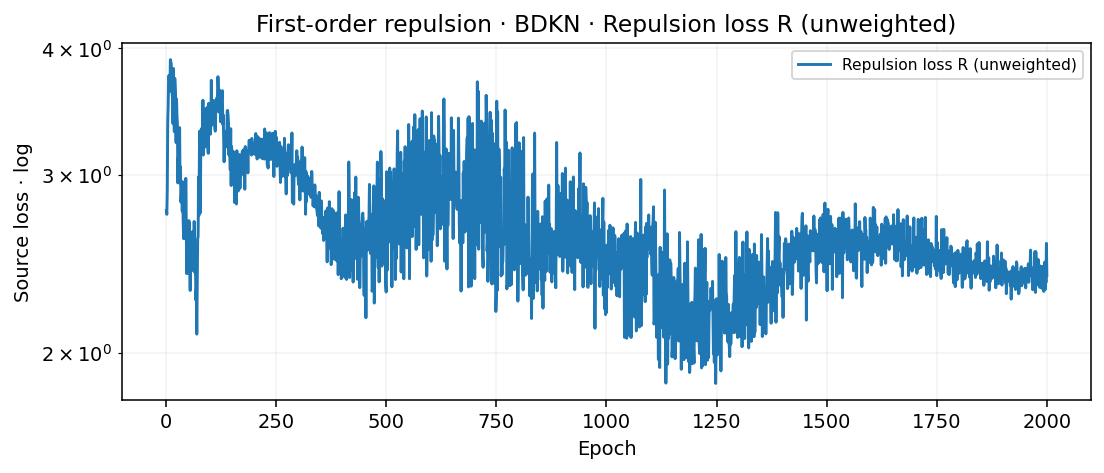 First-order repulsion · BDKN · Repulsion loss R (unweighted)
4 × 10⁰
3 × 10⁰
2 × 10⁰
Source loss · log
Repulsion loss R (unweighted)
0 250 500 750 1000 1250 1500 1750 2000
Epoch